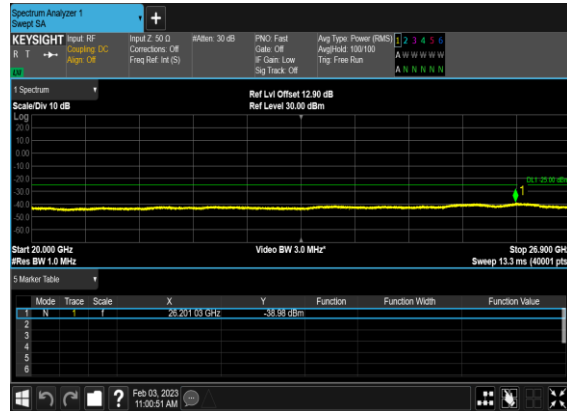 Spectrum Analyzer 1
Swept SA
+
KEYSIGHT Input: RF Input Z: 50 Ω #Atten: 30 dB PNO: Fast Avg Type: Power (RMS) 1 2 3 4 5 6
R T Coupling: DC Corrections: Off Gate: Off Avg|Hold: 100/100 A W W W W W
Align: Off Freq Ref: Int (S) IF Gain: Low Trig: Free Run
Sig Track: Off A N N N N N
LXI
1 Spectrum
Ref Lvl Offset 12.90 dB
Scale/Div 10 dB Ref Level 30.00 dBm
Log
20.0
10.0
0.00
-10.0
-20.0
DL1 -25.00 dBm
-30.0 1
-40.0
-50.0
-60.0
Start 20.000 GHz Video BW 3.0 MHz* Stop 26.900 GHz
#Res BW 1.0 MHz Sweep 13.3 ms (40001 pts
5 Marker Table
Mode Trace Scale X Y Function Function Width Function Value
1 N 1 f 26.201 03 GHz -38.98 dBm
2
3
4
5
6
? Feb 03, 2023
11:00:51 AM